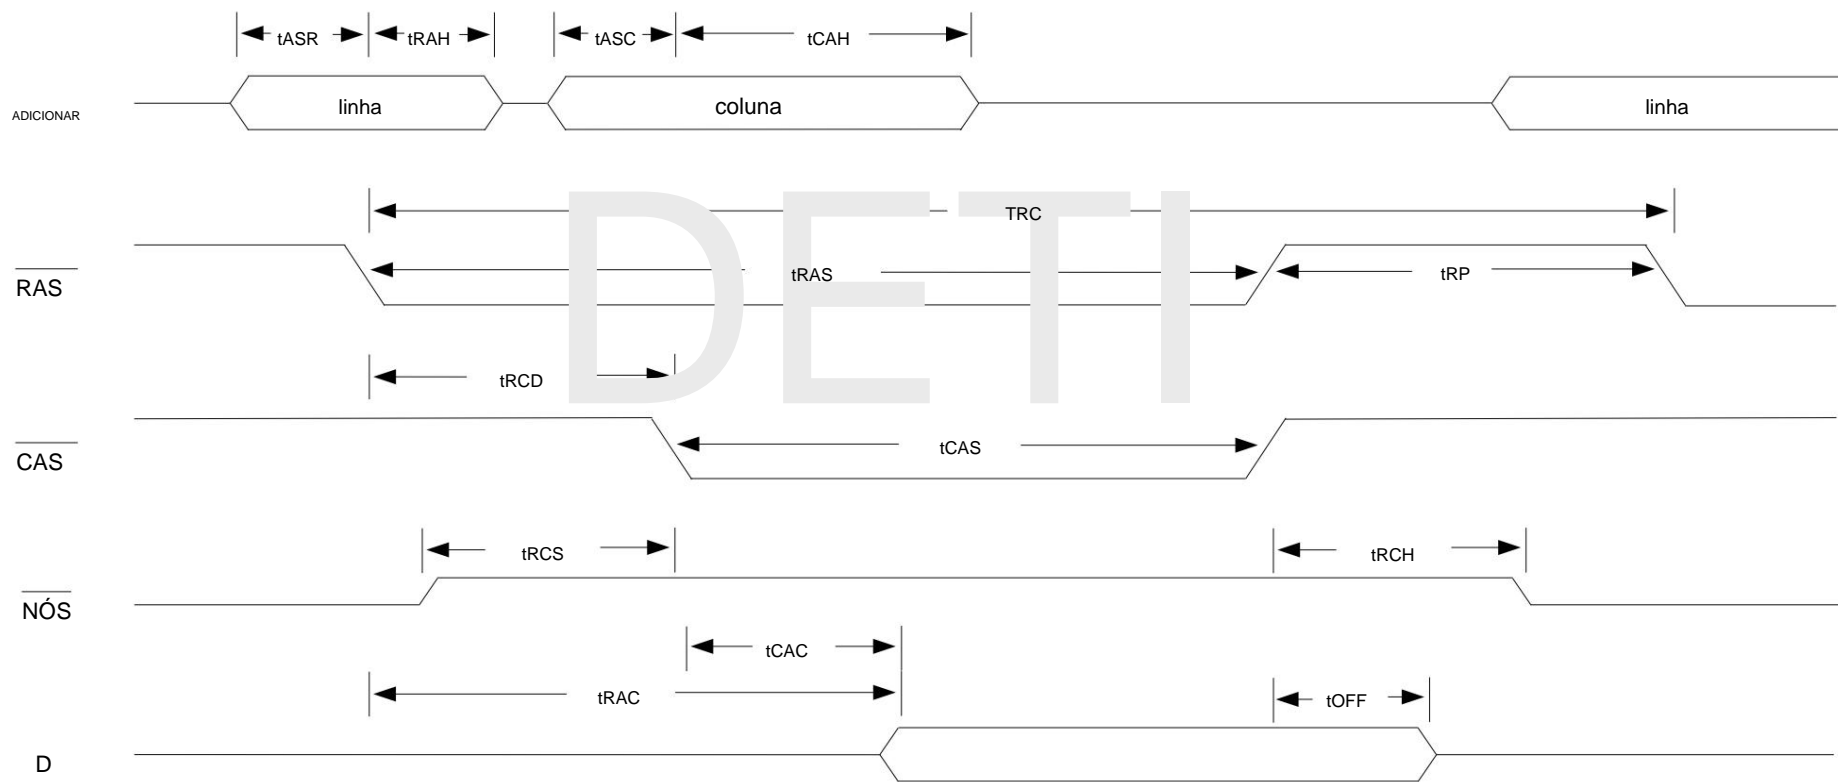 tASR tRAH tASC tCAH
ADICIONAR linha coluna linha
TRC
RAS tRAS tRP
DETI
tRCD
CAS tCAS
tRCS tRCH
NÓS
tCAC
tRAC tOFF
D